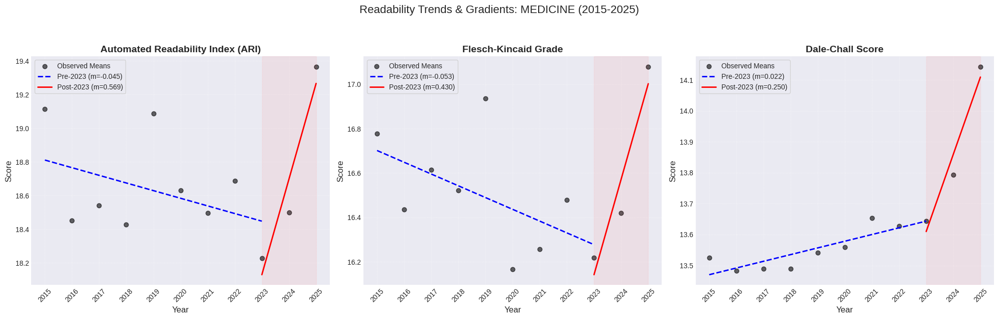 Readability Trends & Gradients: MEDICINE (2015-2025)
Automated Readability Index (ARI)
Observed Means
Pre-2023 (m=-0.045)
Post-2023 (m=0.569)
19.4
19.2
19.0
18.8
18.6
18.4
18.2
Score
2015
2016
2017
2018
2019
2020
2021
2022
2023
2024
2025
Year
Flesch-Kincaid Grade
Observed Means
Pre-2023 (m=-0.053)
Post-2023 (m=0.430)
17.0
16.8
16.6
16.4
16.2
Score
2015
2016
2017
2018
2019
2020
2021
2022
2023
2024
2025
Year
Dale-Chall Score
Observed Means
Pre-2023 (m=0.022)
Post-2023 (m=0.250)
14.1
14.0
13.9
13.8
13.7
13.6
13.5
Score
2015
2016
2017
2018
2019
2020
2021
2022
2023
2024
2025
Year